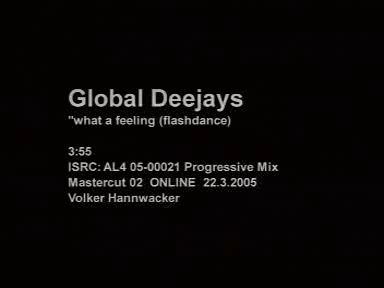 Global Deejays
"what a feeling (flashdance)
3:55
ISRC: AL4 05-00021 Progressive Mix
Mastercut 02 ONLINE 22.3.2005
Volker Hannwacker